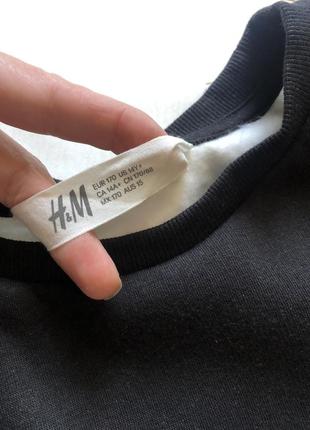 H&M
EUR 170 US 14Y+
CA 14A+ CN 170/88
MX 170 AUS 15